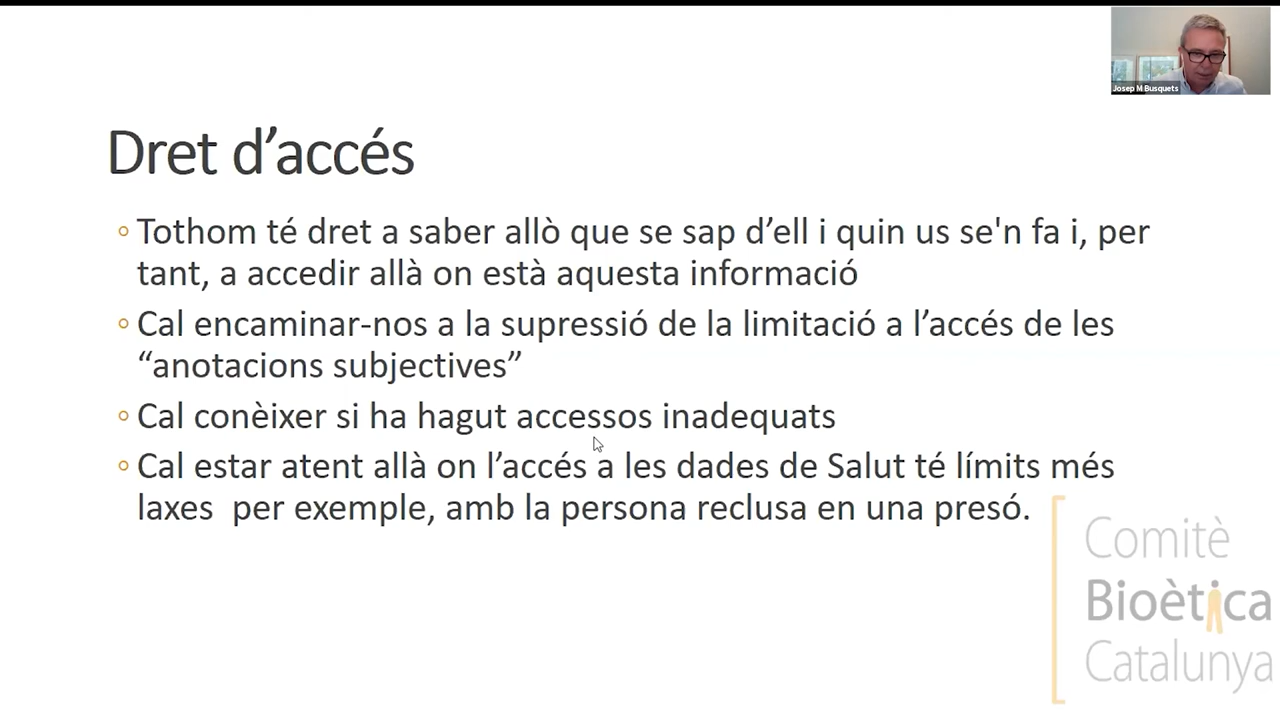 Josep M Busquets
Dret d’accés
Tothom té dret a saber allò que se sap d’ell i quin us se'n fa i, per
tant, a accedir allà on està aquesta informació
Cal encaminar-nos a la supressió de la limitació a l’accés de les
“anotacions subjectives”
Cal conèixer si ha hagut accessos inadequats
Cal estar atent allà on l’accés a les dades de Salut té límits més
laxes  per exemple, amb la persona reclusa en una presó.
Comitè
Bioètica
Catalunya